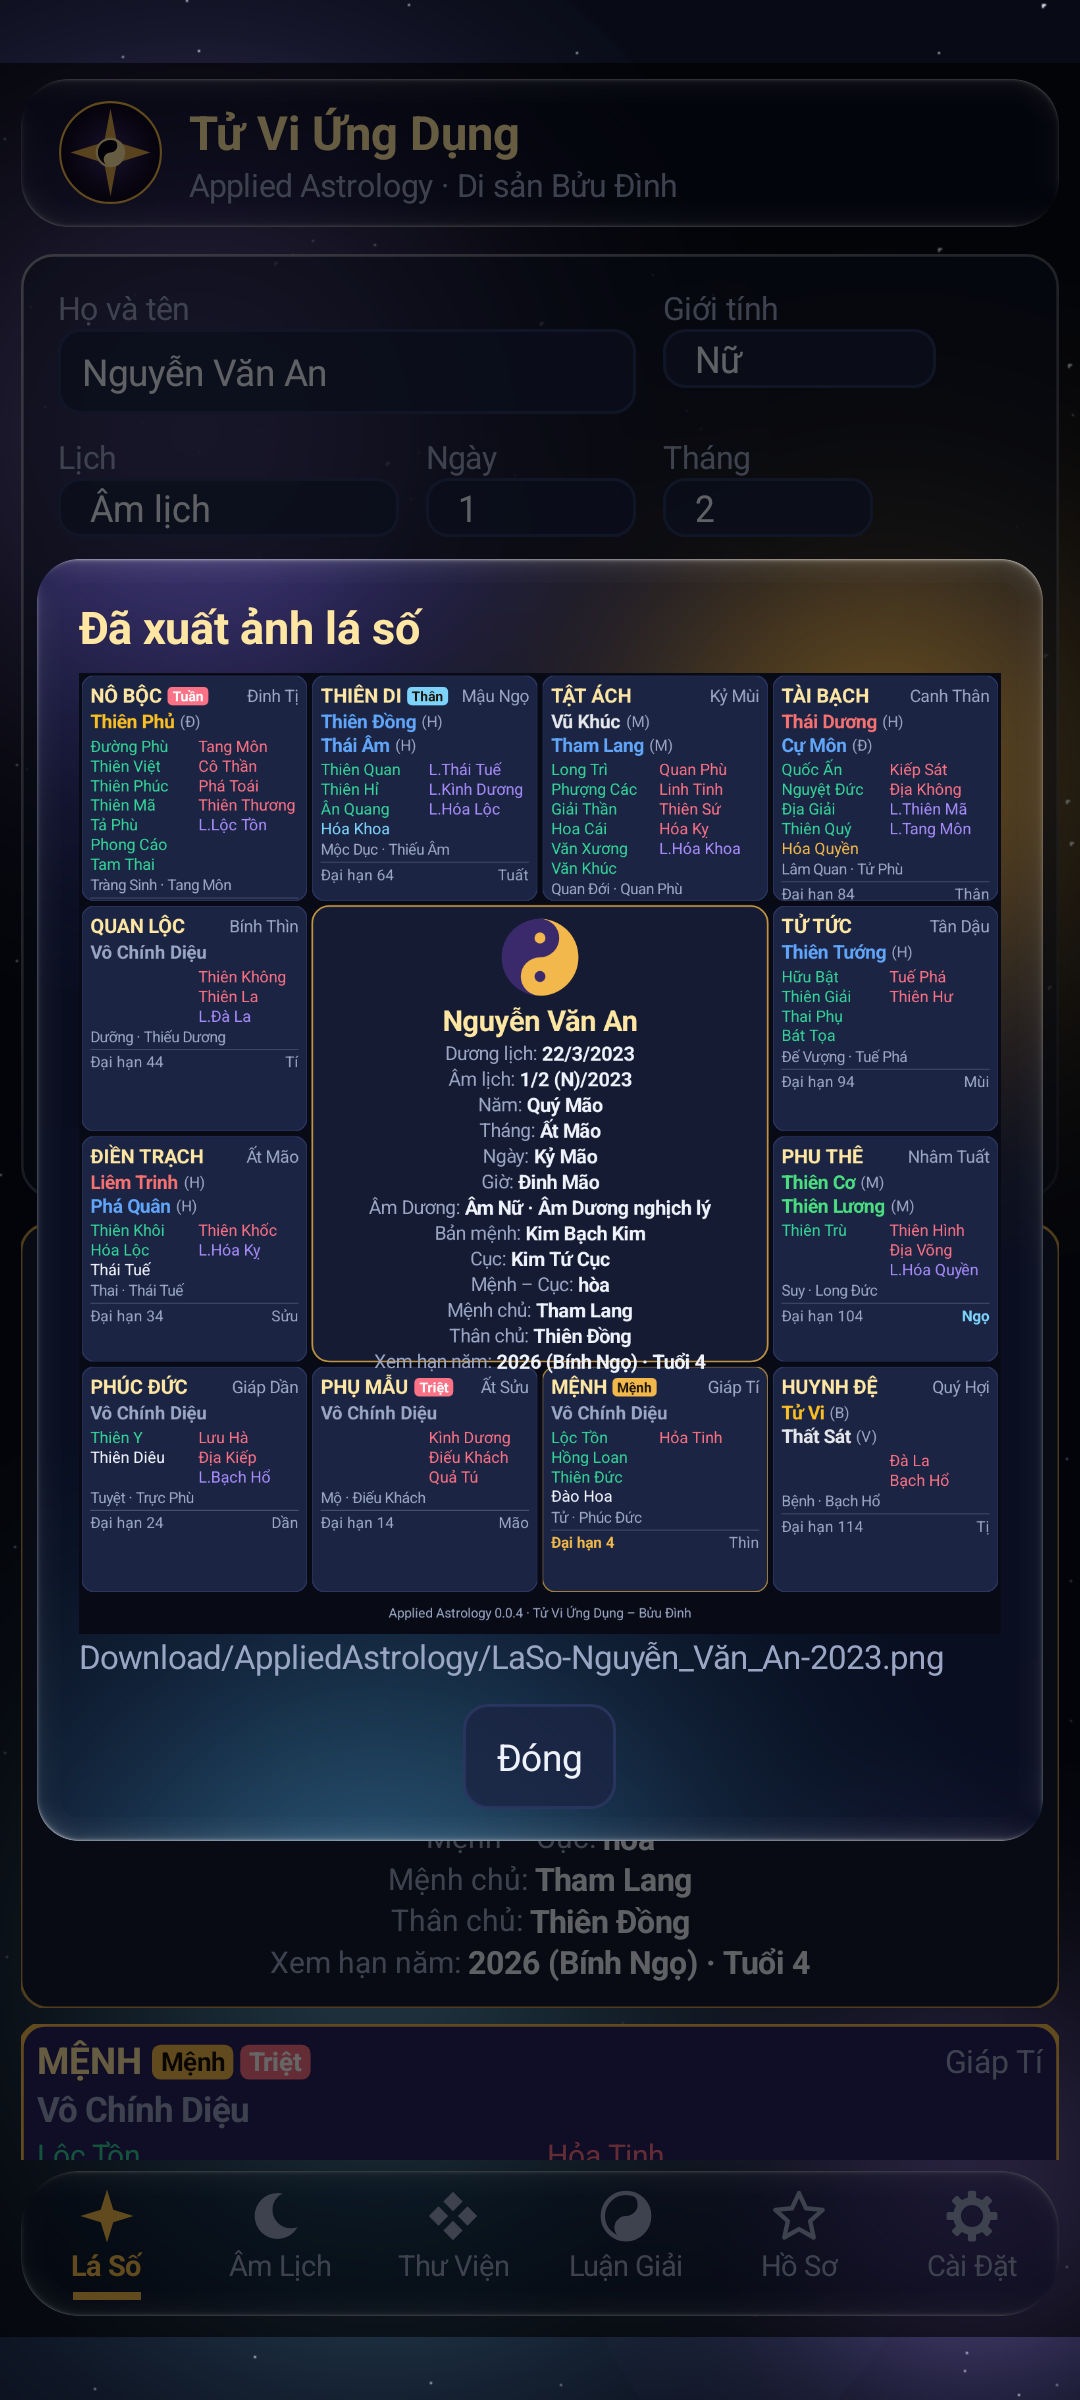 Tử Vi Ứng Dụng
Applied Astrology · Di sản Bửu Đình
Họ và tên
Giới tính
Nguyễn Văn An
Nữ
Lịch
Ngày
Tháng
Âm lịch
1
2
Đã xuất ảnh lá số
NÔ BỘC Tuần Đinh Tị
Thiên Phủ (Đ)
Đường Phù Tang Môn
Thiên Việt Cô Thần
Thiên Phúc Phá Toái
Thiên Mã Thiên Thương
Tả Phù L.Lộc Tồn
Phong Cáo
Tam Thai
Tràng Sinh · Tang Môn
THIÊN DI Thân Mậu Ngọ
Thiên Đồng (H)
Thái Âm (H)
Thiên Quan L.Thái Tuế
Thiên Hỉ L.Kình Dương
Ân Quang L.Hóa Lộc
Hóa Khoa
Mộc Dục · Thiếu Âm
Đại hạn 64 Tuất
TẬT ÁCH Kỷ Mùi
Vũ Khúc (M)
Tham Lang (M)
Long Trì Quan Phù
Phượng Các Linh Tinh
Giải Thần Thiên Sứ
Hoa Cái Hóa Kỵ
Văn Xương L.Hóa Khoa
Văn Khúc
Quan Đới · Quan Phù
TÀI BẠCH Canh Thân
Thái Dương (H)
Cự Môn (Đ)
Quốc Ấn Kiếp Sát
Nguyệt Đức Địa Không
Địa Giải L.Thiên Mã
Thiên Quý L.Tang Môn
Hóa Quyền
Lâm Quan · Tử Phù
Đại hạn 84 Thân
QUAN LỘC Bính Thìn
Vô Chính Diệu
Thiên Không
Thiên La
L.Đà La
Dưỡng · Thiếu Dương
Đại hạn 44 Tí
Nguyễn Văn An
Dương lịch: 22/3/2023
Âm lịch: 1/2 (N)/2023
Năm: Quý Mão
Tháng: Ất Mão
Ngày: Kỷ Mão
Giờ: Đinh Mão
Âm Dương: Âm Nữ · Âm Dương nghịch lý
Bản mệnh: Kim Bạch Kim
Cục: Kim Tứ Cục
Mệnh – Cục: hòa
Mệnh chủ: Tham Lang
Thân chủ: Thiên Đồng
Xem hạn năm: 2026 (Bính Ngọ) · Tuổi 4
TỬ TỨC Tân Dậu
Thiên Tướng (H)
Hữu Bật Tuế Phá
Thiên Giải Thiên Hư
Thai Phụ
Bát Tọa
Đế Vượng · Tuế Phá
Đại hạn 94 Mùi
ĐIỀN TRẠCH Ất Mão
Liêm Trinh (H)
Phá Quân (H)
Thiên Khôi Thiên Khốc
Hóa Lộc L.Hóa Kỵ
Thái Tuế
Thai · Thái Tuế
Đại hạn 34 Sửu
PHU THÊ Nhâm Tuất
Thiên Cơ (M)
Thiên Lương (M)
Thiên Trù Thiên Hình
Địa Võng
L.Hóa Quyền
Suy · Long Đức
Đại hạn 104 Ngọ
PHÚC ĐỨC Giáp Dần
Vô Chính Diệu
Thiên Y Lưu Hà
Thiên Diêu Địa Kiếp
L.Bạch Hổ
Tuyệt · Trực Phù
Đại hạn 24 Dần
PHỤ MẪU Triệt Ất Sửu
Vô Chính Diệu
Kình Dương
Điếu Khách
Quả Tú
Mộ · Điếu Khách
Đại hạn 14 Mão
MỆNH Mệnh Giáp Tí
Vô Chính Diệu
Lộc Tồn Hỏa Tinh
Hồng Loan
Thiên Đức
Đào Hoa
Tử · Phúc Đức
Đại hạn 4 Thìn
HUYNH ĐỆ Quý Hợi
Tử Vi (B)
Thất Sát (V)
Đà La
Bạch Hổ
Bệnh · Bạch Hổ
Đại hạn 114 Tị
Applied Astrology 0.0.4 · Tử Vi Ứng Dụng – Bửu Đình
Download/AppliedAstrology/LaSo-Nguyễn_Văn_An-2023.png
Đóng
Mệnh – Cục: hòa
Mệnh chủ: Tham Lang
Thân chủ: Thiên Đồng
Xem hạn năm: 2026 (Bính Ngọ) · Tuổi 4
MỆNH Mệnh Triệt Giáp Tí
Vô Chính Diệu
Lộc Tồn Hỏa Tinh
Lá Số
Âm Lịch
Thư Viện
Luận Giải
Hồ Sơ
Cài Đặt